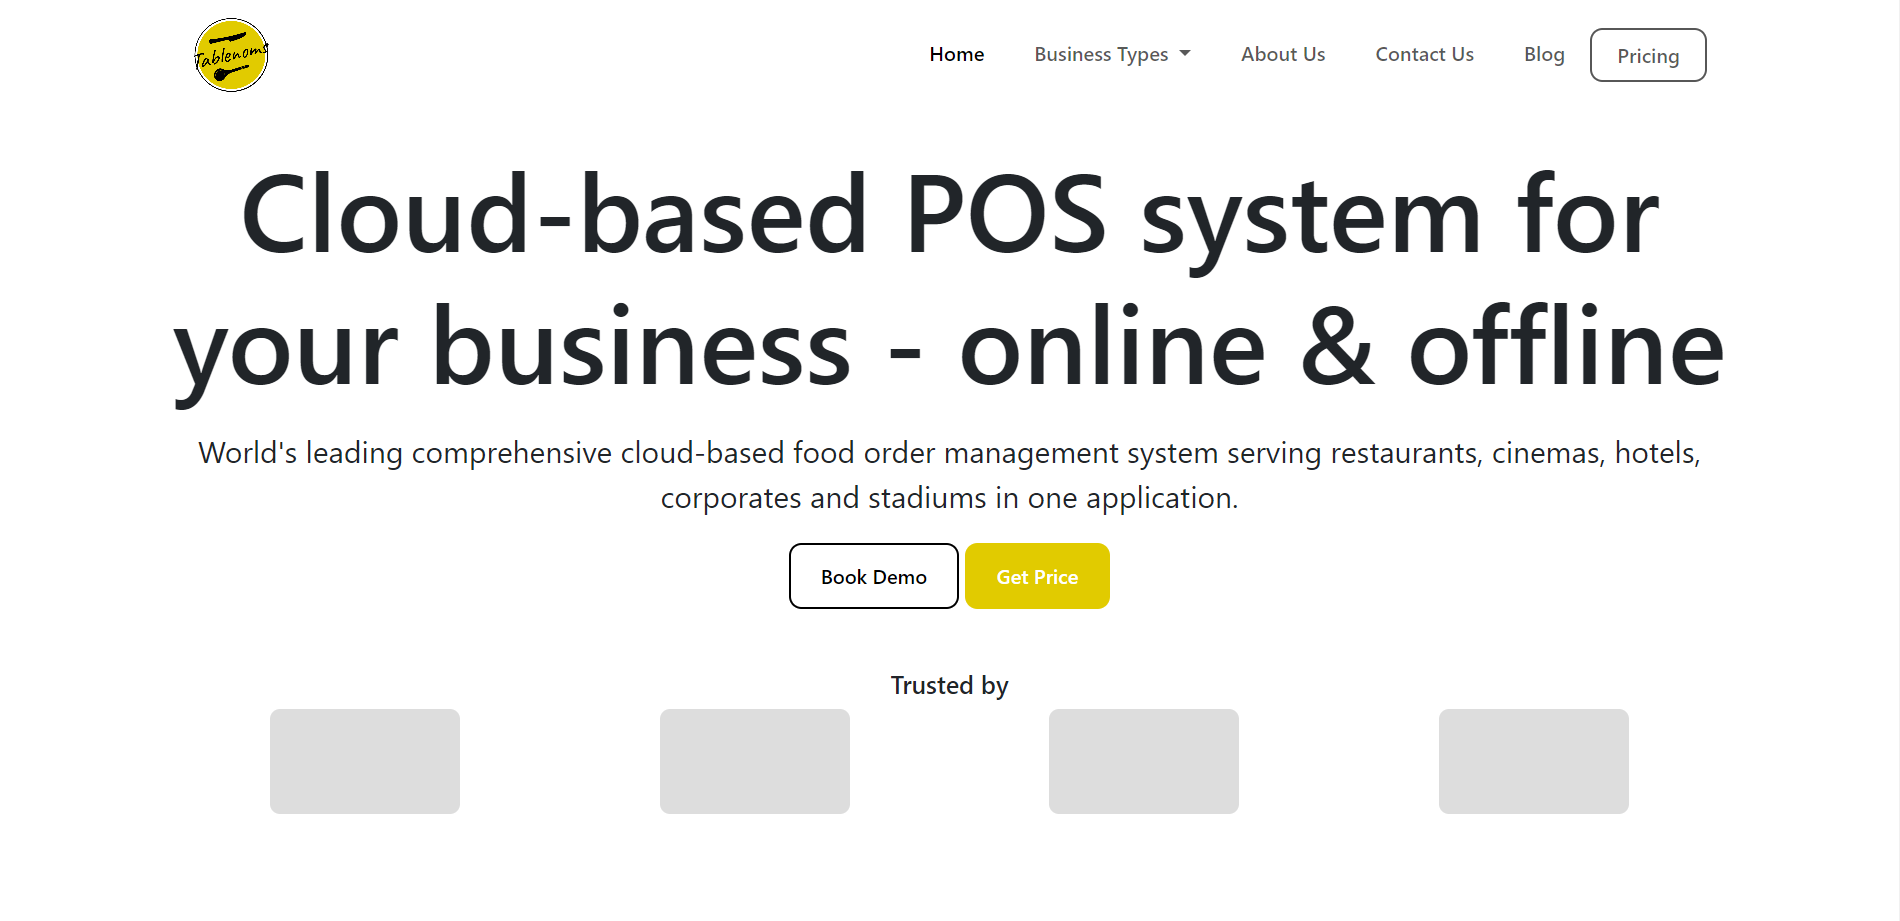 Tablenoms
Home Business Types About Us Contact Us Blog Pricing
Cloud-based POS system for
your business - online & offline
World's leading comprehensive cloud-based food order management system serving restaurants, cinemas, hotels,
corporates and stadiums in one application.
Book Demo Get Price
Trusted by